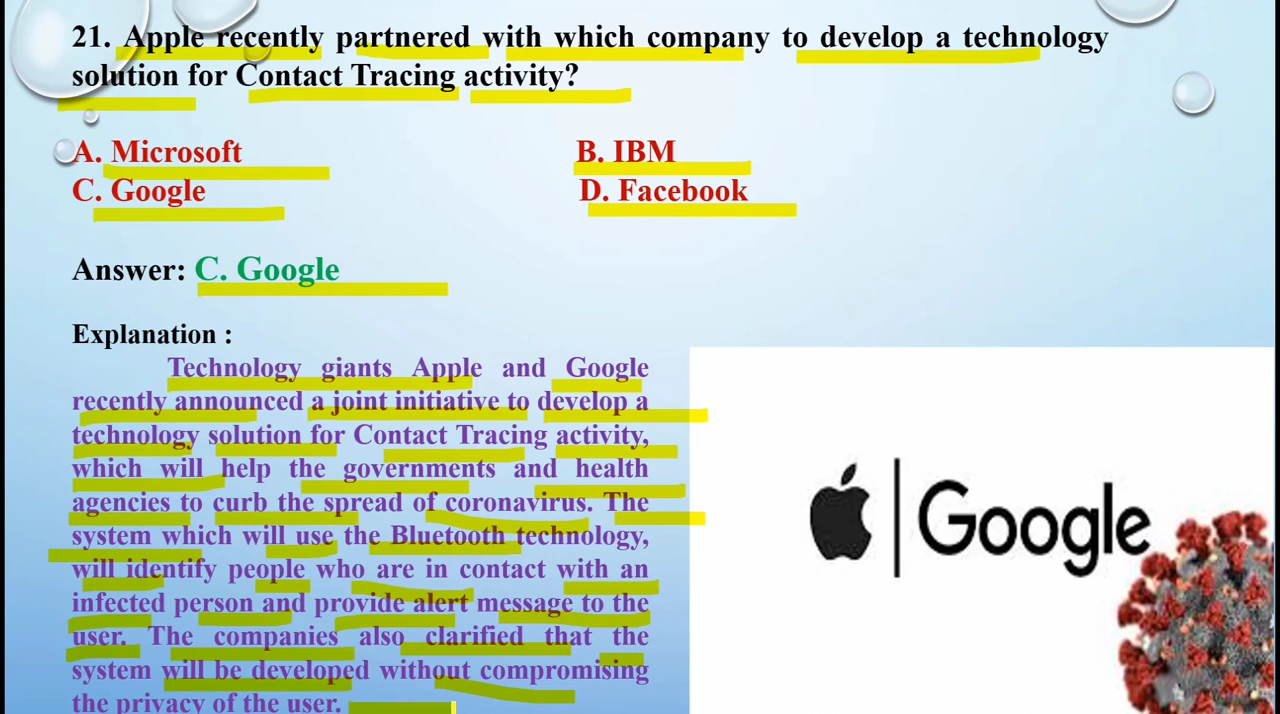 21. Apple recently partnered with which company to develop a technology
solution for Contact Tracing activity?
A. Microsoft B. IBM
C. Google D. Facebook
Answer: C. Google
Explanation :
Technology giants Apple and Google
recently announced a joint initiative to develop a
technology solution for Contact Tracing activity,
which will help the governments and health
agencies to curb the spread of coronavirus. The
system which will use the Bluetooth technology,
will identify people who are in contact with an
infected person and provide alert message to the
user. The companies also clarified that the
system will be developed without compromising
the privacy of the user.
Google